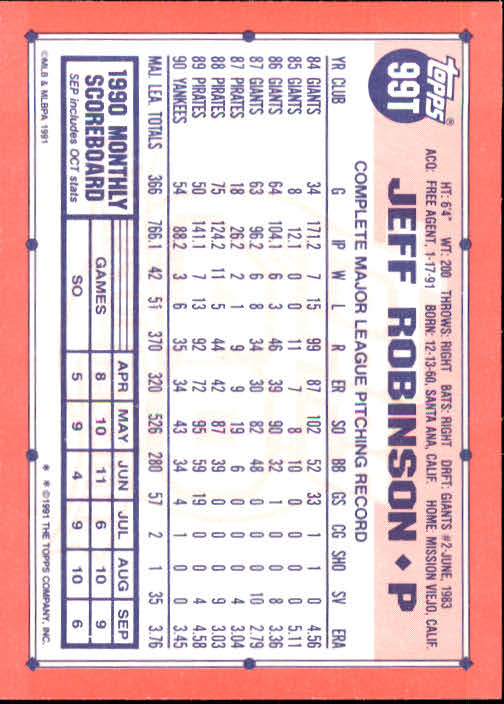 TOPPS®
99T
HT: 6'4" WT: 200 THROWS: RIGHT BATS: RIGHT DRFT: GIANTS #2-JUNE, 1983
ACQ: FREE AGENT, 1-17-91 BORN: 12-13-60, SANTA ANA, CALIF. HOME: MISSION VIEJO, CALIF.
JEFF ROBINSON ◆ P
COMPLETE MAJOR LEAGUE PITCHING RECORD
YR CLUB G IP W L R ER SO BB GS CG SHO SV ERA
84 GIANTS 34 171.2 7 15 99 87 102 52 33 1 1 0 4.56
85 GIANTS 8 12.1 0 0 11 7 8 10 0 0 0 0 5.11
86 GIANTS 64 104.1 6 3 46 39 90 32 1 0 0 8 3.36
87 GIANTS 63 96.2 6 8 34 30 82 48 0 0 0 10 2.79
87 PIRATES 18 26.2 2 1 9 9 19 6 0 0 0 4 3.04
88 PIRATES 75 124.2 11 5 44 42 87 39 0 0 0 9 3.03
89 PIRATES 50 141.1 7 13 92 72 95 59 19 0 0 4 4.58
90 YANKEES 54 88.2 3 6 35 34 43 34 4 1 0 0 3.45
MAJ. LEA. TOTALS 366 766.1 42 51 370 320 526 280 57 2 1 35 3.76
1990 MONTHLY
SCOREBOARD
SEP includes OCT stats
APR MAY JUN JUL AUG SEP
GAMES 8 10 11 6 10 9
SO 5 9 4 9 10 6
©MLB & MLBPA 1991
* * ©1991 THE TOPPS COMPANY, INC.